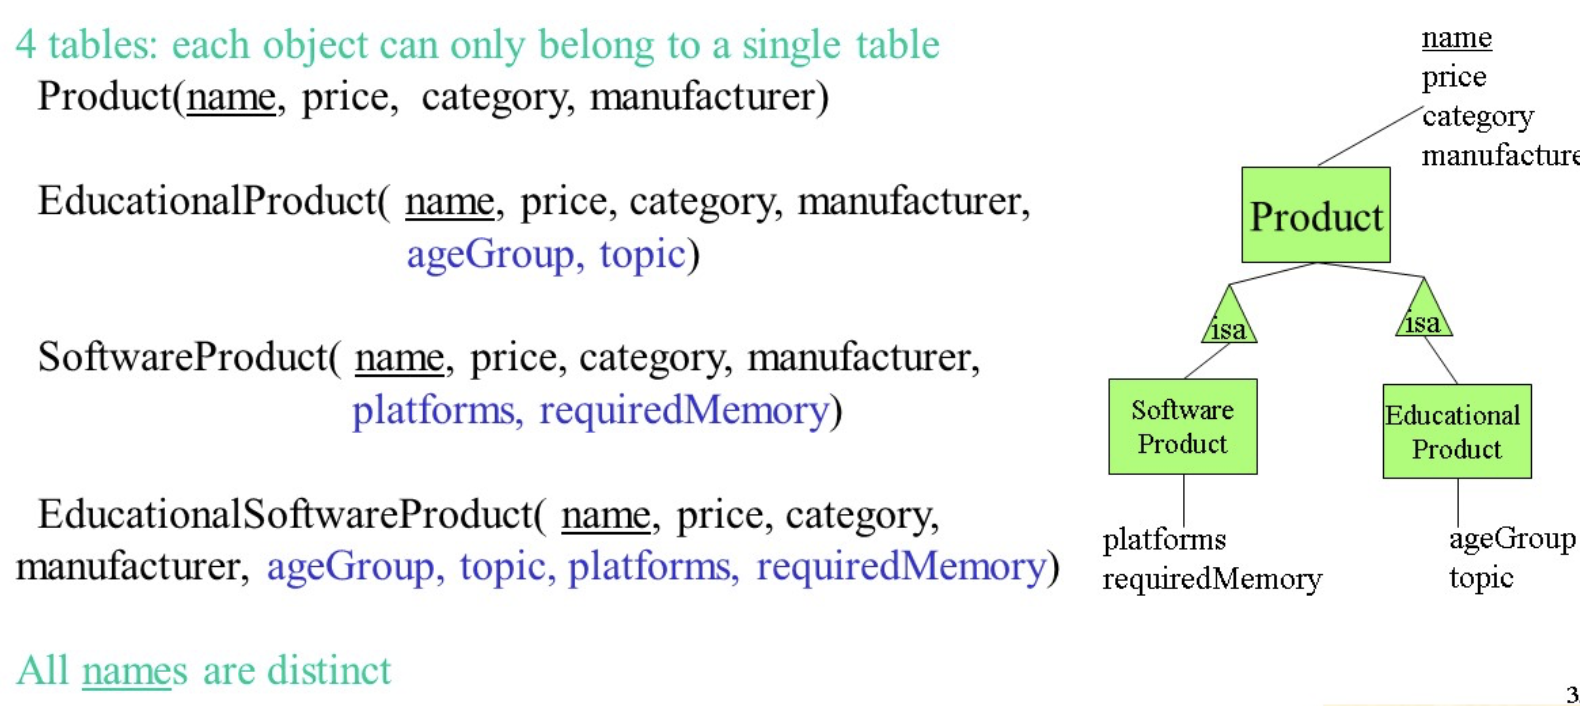 4 tables: each object can only belong to a single table
Product(name, price, category, manufacturer)
EducationalProduct( name, price, category, manufacturer,
ageGroup, topic)
SoftwareProduct( name, price, category, manufacturer,
platforms, requiredMemory)
EducationalSoftwareProduct( name, price, category,
manufacturer, ageGroup, topic, platforms, requiredMemory)
All names are distinct
name
price
category
manufacture
Product
isa
isa
Software
Product
Educational
Product
platforms
requiredMemory
ageGroup
topic
3